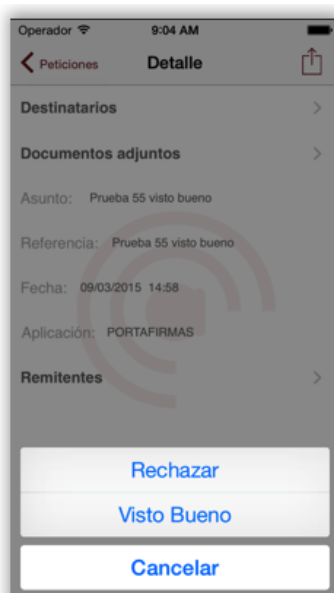 Operador 9:04 AM
Peticiones Detalle
Destinatarios
Documentos adjuntos
Asunto: Prueba 55 visto bueno
Referencia: Prueba 55 visto bueno
Fecha: 09/03/2015 14:58
Aplicación: PORTAFIRMAS
Remitentes
Rechazar
Visto Bueno
Cancelar